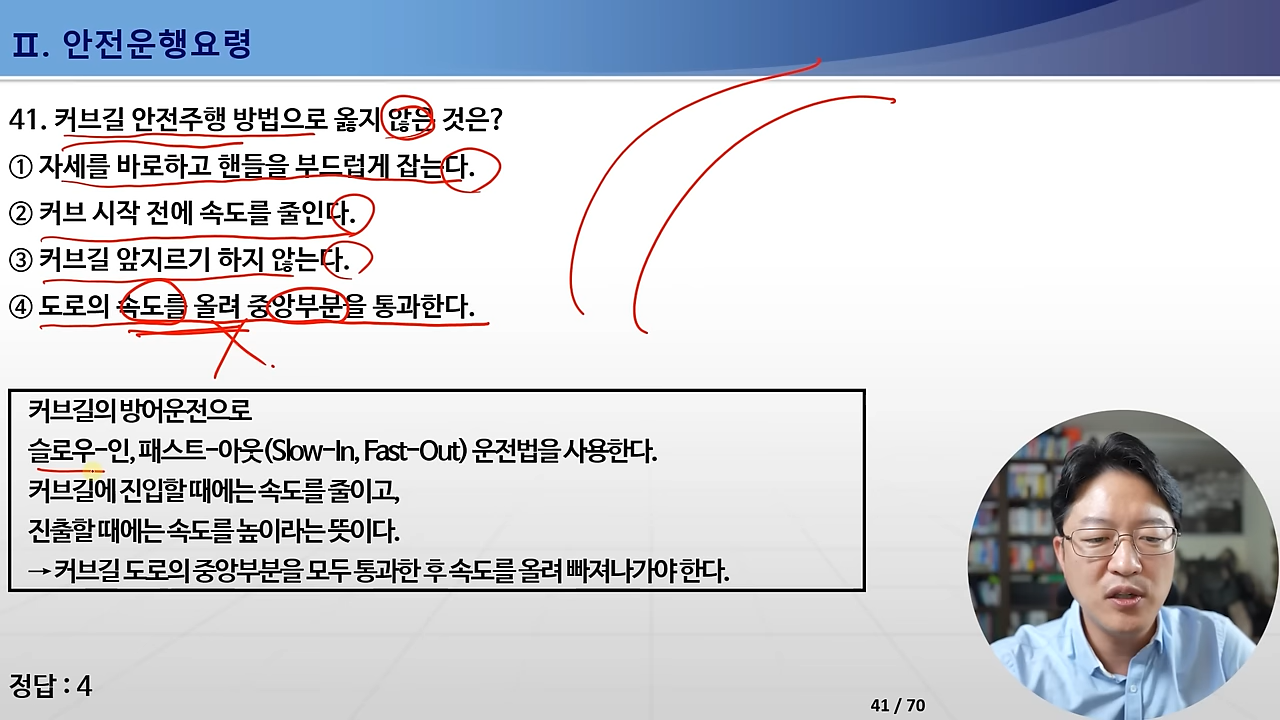 Ⅱ. 안전운행요령
41. 커브길 안전주행 방법으로 옳지 않은 것은?
① 자세를 바로하고 핸들을 부드럽게 잡는다.
② 커브 시작 전에 속도를 줄인다.
③ 커브길 앞지르기 하지 않는다.
④ 도로의 속도를 올려 중앙부분을 통과한다.
커브길의 방어운전으로
슬로우-인, 패스트-아웃(Slow-In, Fast-Out) 운전법을 사용한다.
커브길에 진입할 때에는 속도를 줄이고,
진출할 때에는 속도를 높이라는 뜻이다.
→ 커브길 도로의 중앙부분을 모두 통과한 후 속도를 올려 빠져나가야 한다.
정답 : 4
41 / 70